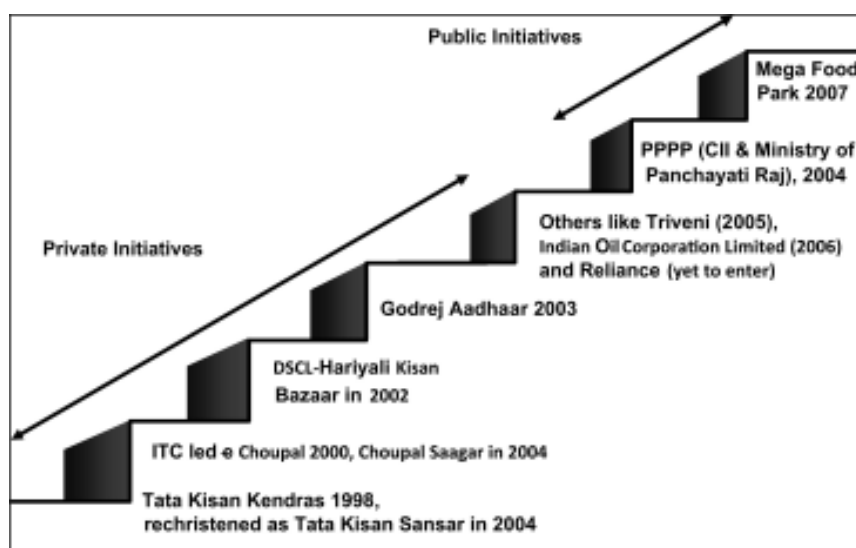 Public Initiatives
Mega Food
Park 2007
PPPP (CII & Ministry of
Panchayati Raj), 2004
Others like Triveni (2005),
Indian Oil Corporation Limited (2006)
and Reliance (yet to enter)
Private Initiatives
Godrej Aadhaar 2003
DSCL-Hariyali Kisan
Bazaar in 2002
ITC led e Choupal 2000, Choupal Saagar in 2004
Tata Kisan Kendras 1998,
rechristened as Tata Kisan Sansar in 2004